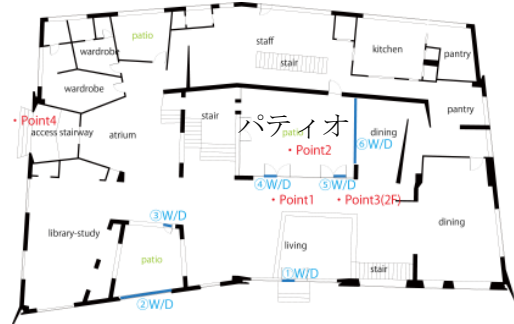 patio
staff
wardrobe
stair
kitchen
pantry
wardrobe
pantry
・Point4
access stairway
atrium
stair
パティオ
patio
dining
⑥W/D
・Point2
④W/D
⑤W/D
・Point1
・Point3(2F)
③W/D
dining
library-study
living
patio
stair
①W/D
②W/D